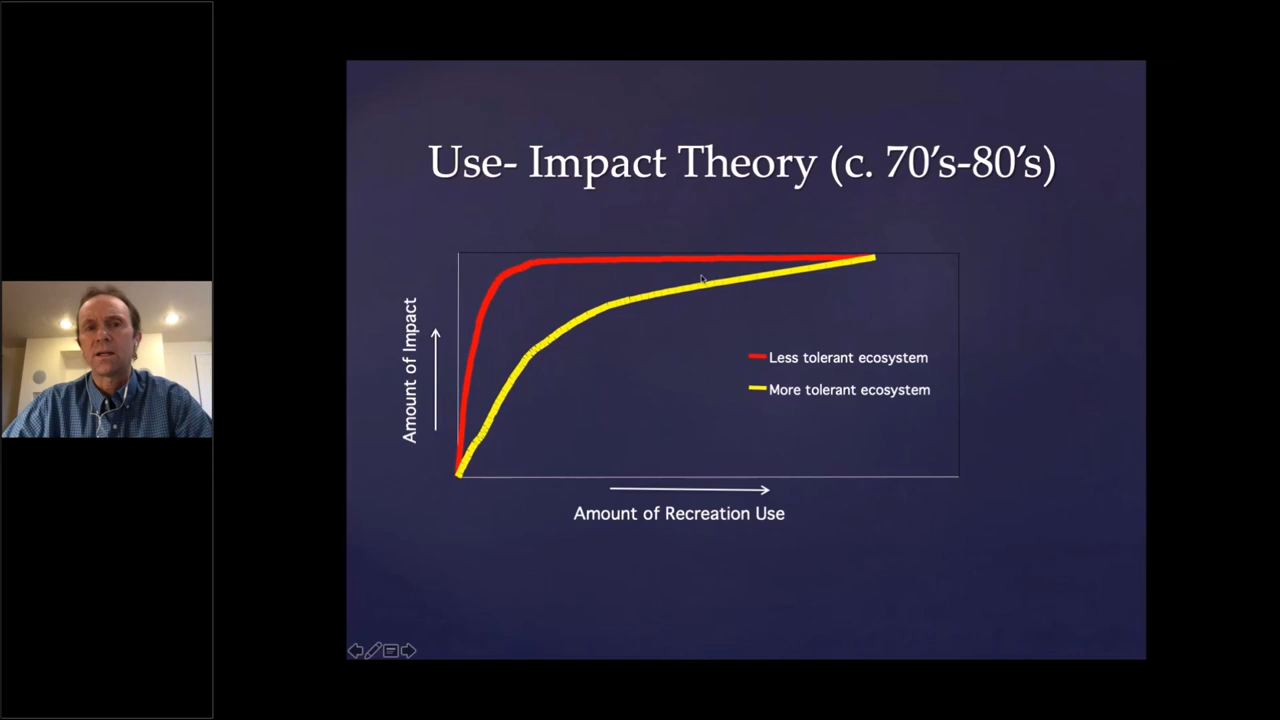 Use- Impact Theory (c. 70's-80's)
Amount of Impact
Less tolerant ecosystem
More tolerant ecosystem
Amount of Recreation Use